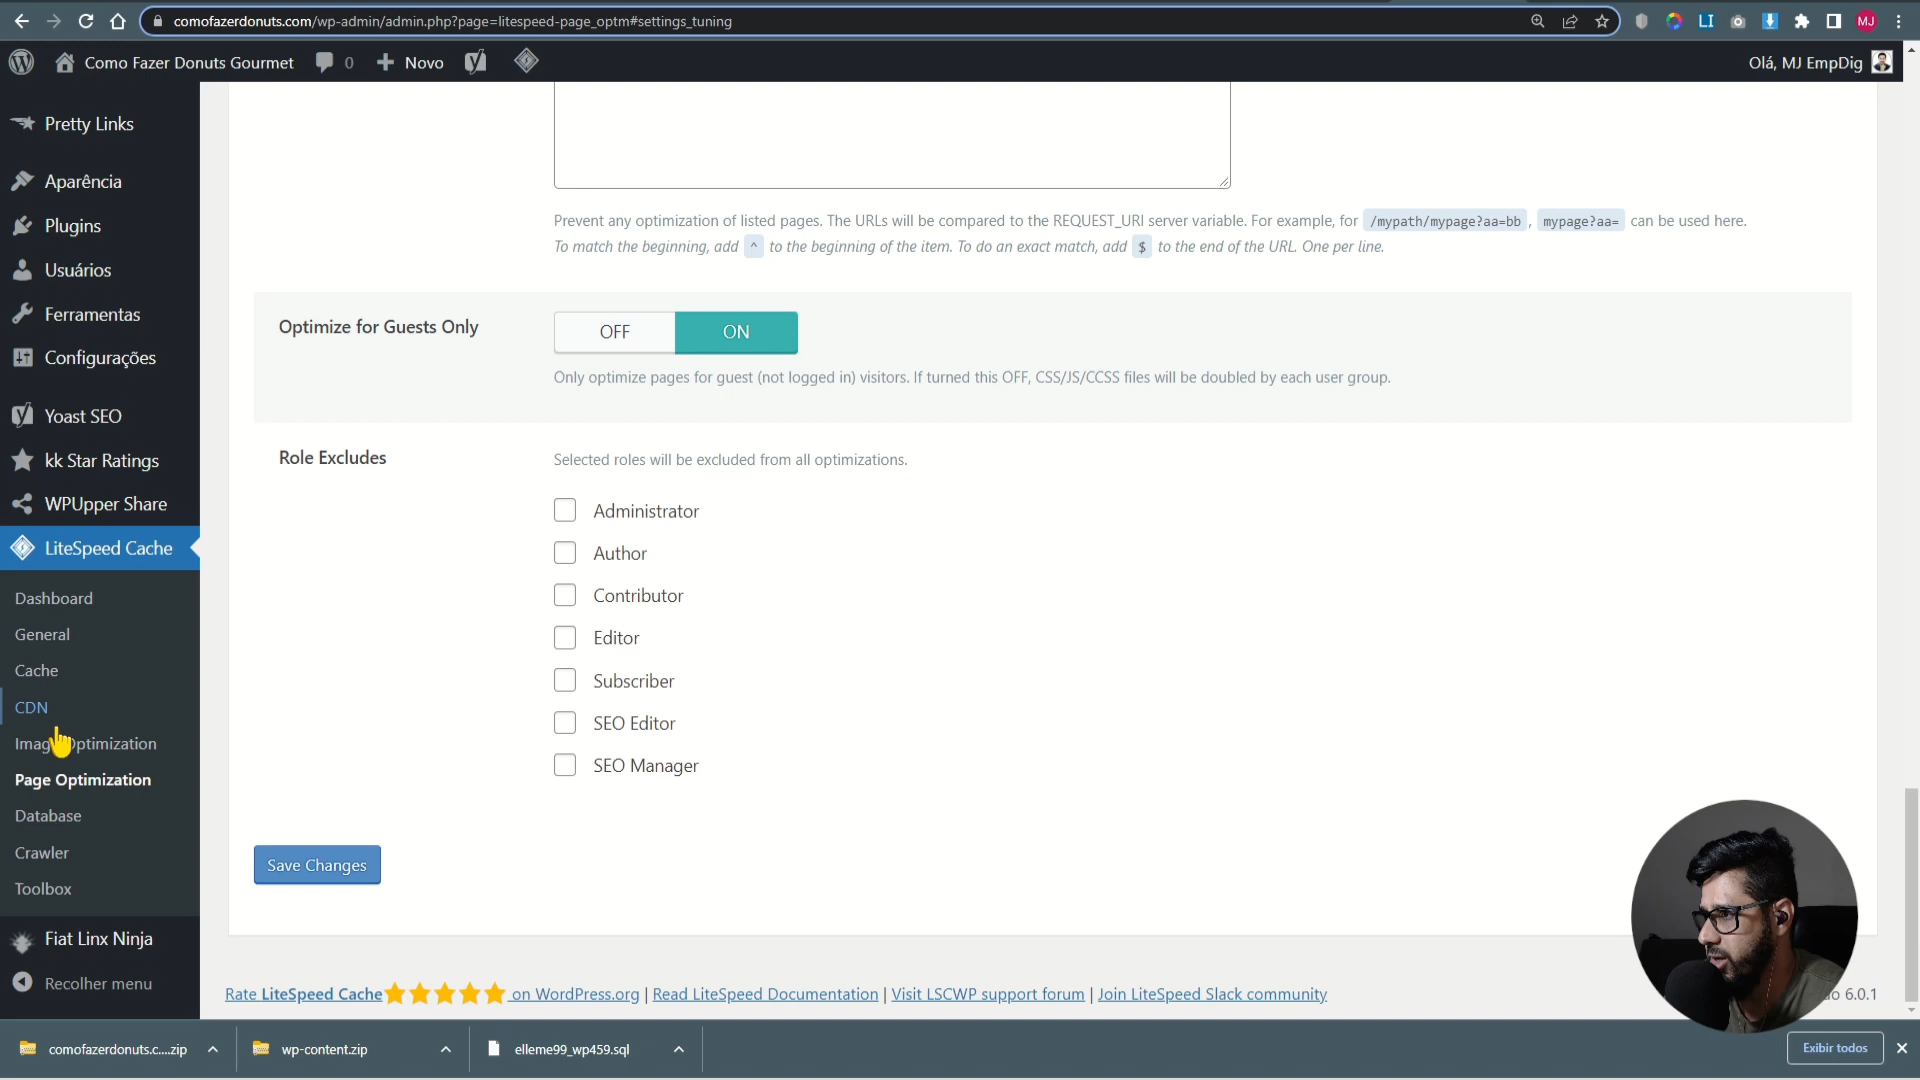 comofazerdonuts.com/wp-admin/admin.php?page=litespeed-page_optm#settings_tuning
LI
MJ
Como Fazer Donuts Gourmet
0
Novo
Olá, MJ EmpDig
Pretty Links
Aparência
Plugins
Usuários
Ferramentas
Configurações
Yoast SEO
kk Star Ratings
WPUpper Share
LiteSpeed Cache
Dashboard
General
Cache
CDN
Image Optimization
Page Optimization
Database
Crawler
Toolbox
Fiat Linx Ninja
Recolher menu
Prevent any optimization of listed pages. The URLs will be compared to the REQUEST_URI server variable. For example, for /mypath/mypage?aa=bb , mypage?aa= can be used here.
To match the beginning, add ^ to the beginning of the item. To do an exact match, add $ to the end of the URL. One per line.
Optimize for Guests Only
OFF
ON
Only optimize pages for guest (not logged in) visitors. If turned this OFF, CSS/JS/CCSS files will be doubled by each user group.
Role Excludes
Selected roles will be excluded from all optimizations.
Administrator
Author
Contributor
Editor
Subscriber
SEO Editor
SEO Manager
Save Changes
Rate LiteSpeed Cache on WordPress.org | Read LiteSpeed Documentation | Visit LSCWP support forum | Join LiteSpeed Slack community
6.0.1
comofazerdonuts.c....zip
wp-content.zip
elleme99_wp459.sql
Exibir todos